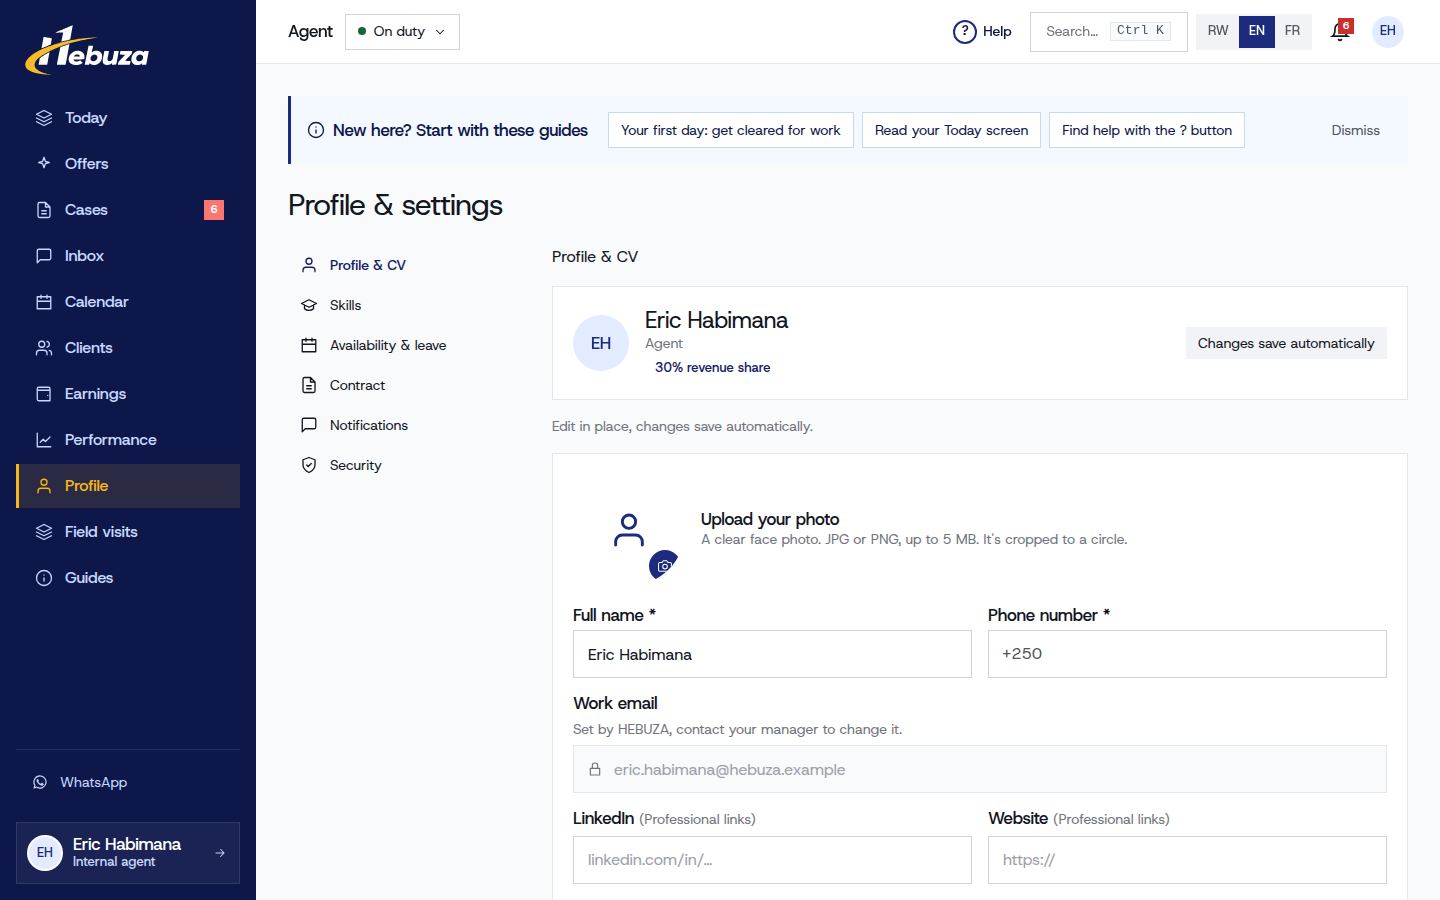 Hebuza
Today
Offers
Cases
6
Inbox
Calendar
Clients
Earnings
Performance
Profile
Field visits
Guides
WhatsApp
EH
Eric Habimana
Internal agent
Agent
On duty
? Help
Search...
Ctrl K
RW
EN
FR
6
EH
New here? Start with these guides
Your first day: get cleared for work
Read your Today screen
Find help with the ? button
Dismiss
Profile & settings
Profile & CV
Skills
Availability & leave
Contract
Notifications
Security
Profile & CV
EH
Eric Habimana
Agent
30% revenue share
Changes save automatically
Edit in place, changes save automatically.
Upload your photo
A clear face photo. JPG or PNG, up to 5 MB. It's cropped to a circle.
Full name *
Eric Habimana
Phone number *
+250
Work email
Set by HEBUZA, contact your manager to change it.
eric.habimana@hebuza.example
LinkedIn (Professional links)
linkedin.com/in/...
Website (Professional links)
https://